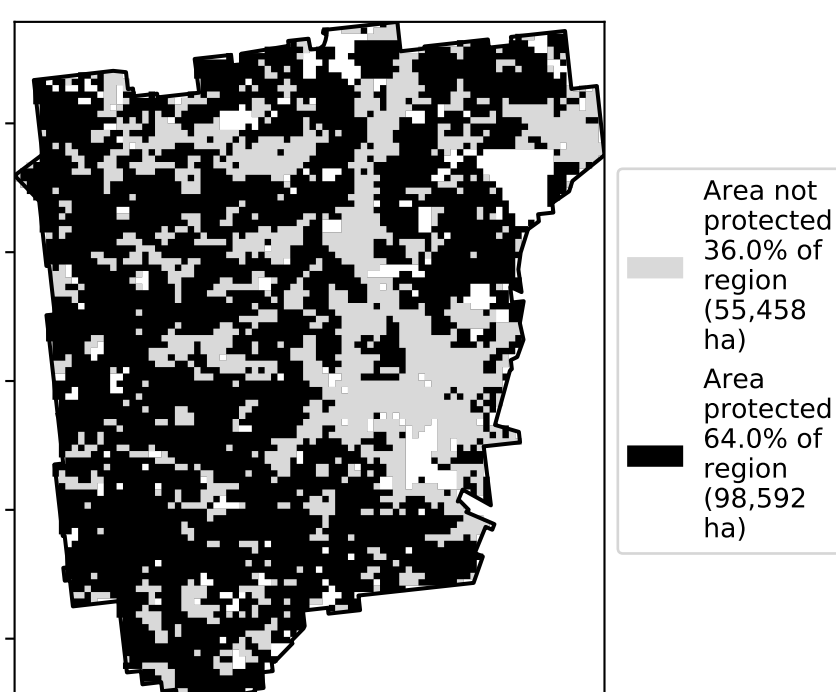 Area not
protected
36.0% of
region
(55,458
ha)
Area
protected
64.0% of
region
(98,592
ha)